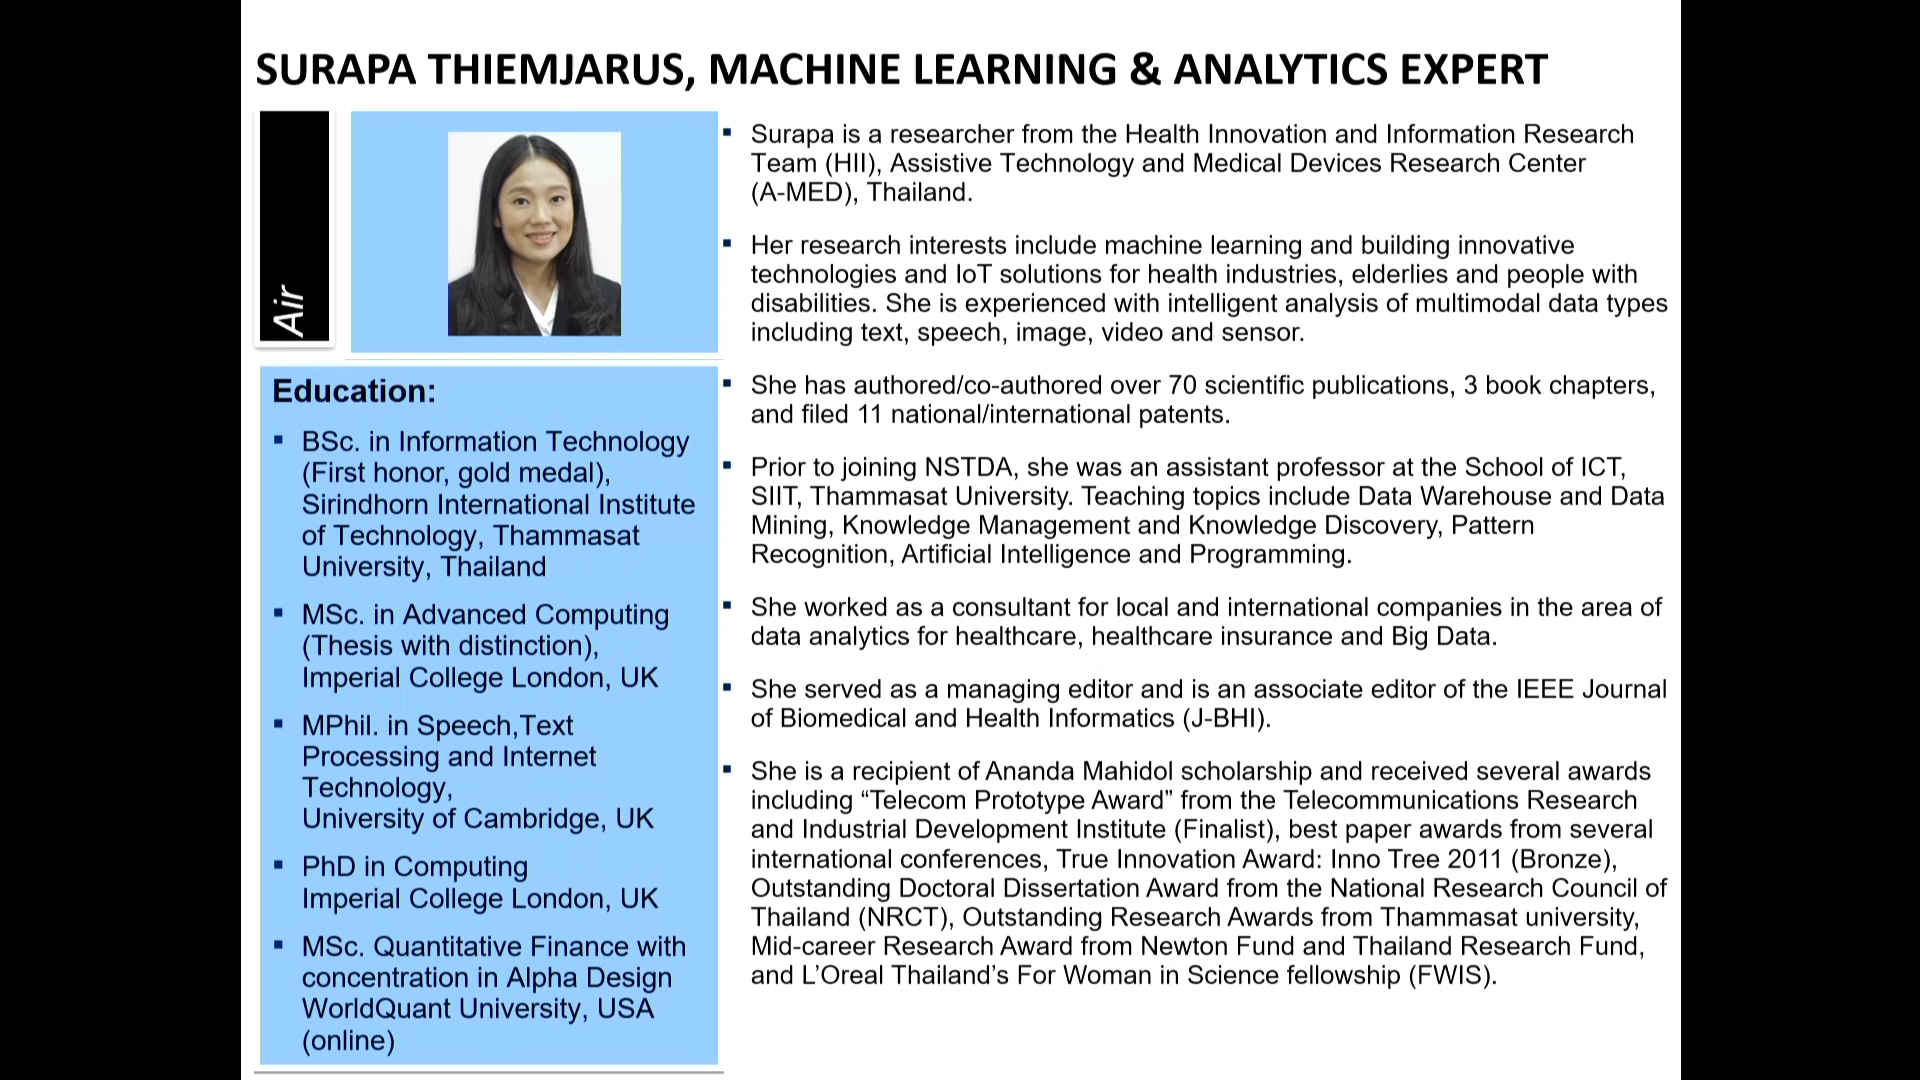 SURAPA THIEMJARUS, MACHINE LEARNING & ANALYTICS EXPERT
Air
Education:
▪ BSc. in Information Technology
(First honor, gold medal),
Sirindhorn International Institute
of Technology, Thammasat
University, Thailand
▪ MSc. in Advanced Computing
(Thesis with distinction),
Imperial College London, UK
▪ MPhil. in Speech,Text
Processing and Internet
Technology,
University of Cambridge, UK
▪ PhD in Computing
Imperial College London, UK
▪ MSc. Quantitative Finance with
concentration in Alpha Design
WorldQuant University, USA
(online)
▪ Surapa is a researcher from the Health Innovation and Information Research
Team (HII), Assistive Technology and Medical Devices Research Center
(A-MED), Thailand.
▪ Her research interests include machine learning and building innovative
technologies and IoT solutions for health industries, elderlies and people with
disabilities. She is experienced with intelligent analysis of multimodal data types
including text, speech, image, video and sensor.
▪ She has authored/co-authored over 70 scientific publications, 3 book chapters,
and filed 11 national/international patents.
▪ Prior to joining NSTDA, she was an assistant professor at the School of ICT,
SIIT, Thammasat University. Teaching topics include Data Warehouse and Data
Mining, Knowledge Management and Knowledge Discovery, Pattern
Recognition, Artificial Intelligence and Programming.
▪ She worked as a consultant for local and international companies in the area of
data analytics for healthcare, healthcare insurance and Big Data.
▪ She served as a managing editor and is an associate editor of the IEEE Journal
of Biomedical and Health Informatics (J-BHI).
▪ She is a recipient of Ananda Mahidol scholarship and received several awards
including “Telecom Prototype Award” from the Telecommunications Research
and Industrial Development Institute (Finalist), best paper awards from several
international conferences, True Innovation Award: Inno Tree 2011 (Bronze),
Outstanding Doctoral Dissertation Award from the National Research Council of
Thailand (NRCT), Outstanding Research Awards from Thammasat university,
Mid-career Research Award from Newton Fund and Thailand Research Fund,
and L’Oreal Thailand’s For Woman in Science fellowship (FWIS).